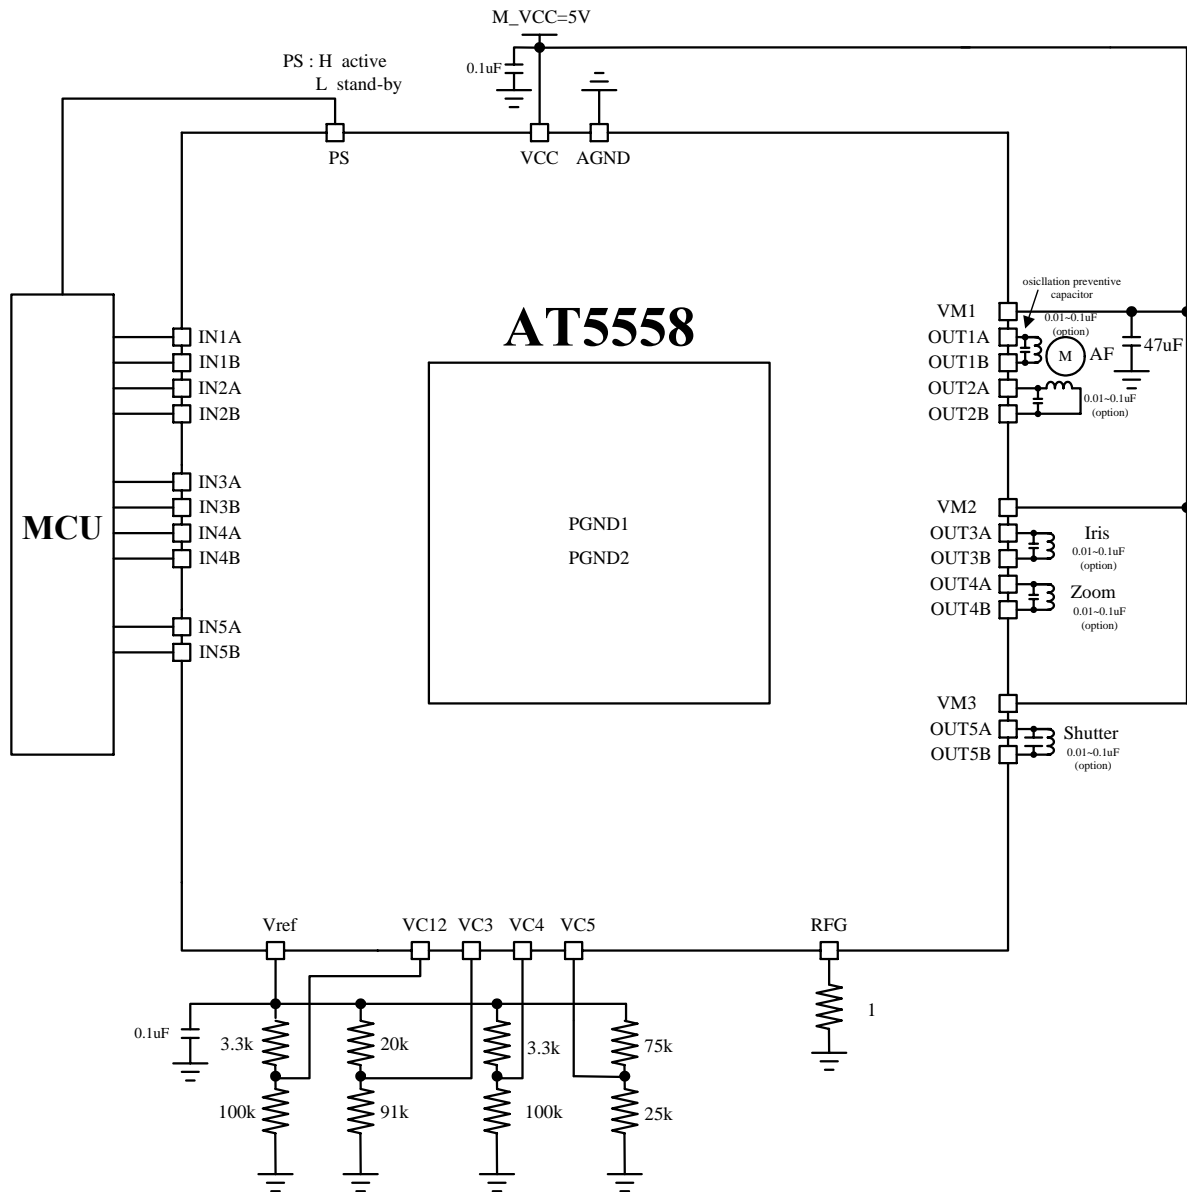 M_VCC=5V
PS : H active
L stand-by
0.1uF
PS
VCC
AGND
AT5558
MCU
IN1A
IN1B
IN2A
IN2B
IN3A
IN3B
IN4A
IN4B
IN5A
IN5B
PGND1
PGND2
osicllation preventive
capacitor
VM1
0.01~0.1uF
(option)
OUT1A
OUT1B
M
AF
47uF
OUT2A
OUT2B
0.01~0.1uF
(option)
VM2
OUT3A
OUT3B
Iris
0.01~0.1uF
(option)
OUT4A
OUT4B
Zoom
0.01~0.1uF
(option)
VM3
OUT5A
OUT5B
Shutter
0.01~0.1uF
(option)
Vref
VC12
VC3
VC4
VC5
RFG
0.1uF
3.3k
20k
3.3k
75k
1
100k
91k
100k
25k